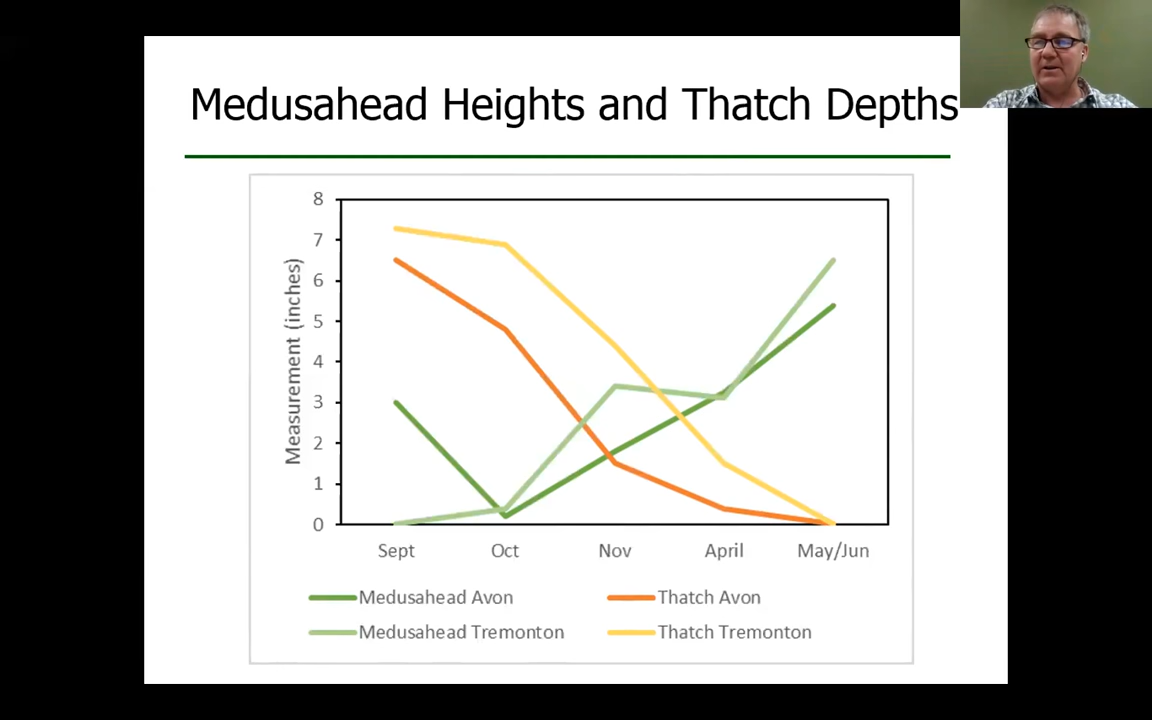 Medusahead Heights and Thatch Depths
Measurement (inches)
8
7
6
5
4
3
2
1
0
Sept Oct Nov April May/Jun
Medusahead Avon Thatch Avon
Medusahead Tremonton Thatch Tremonton